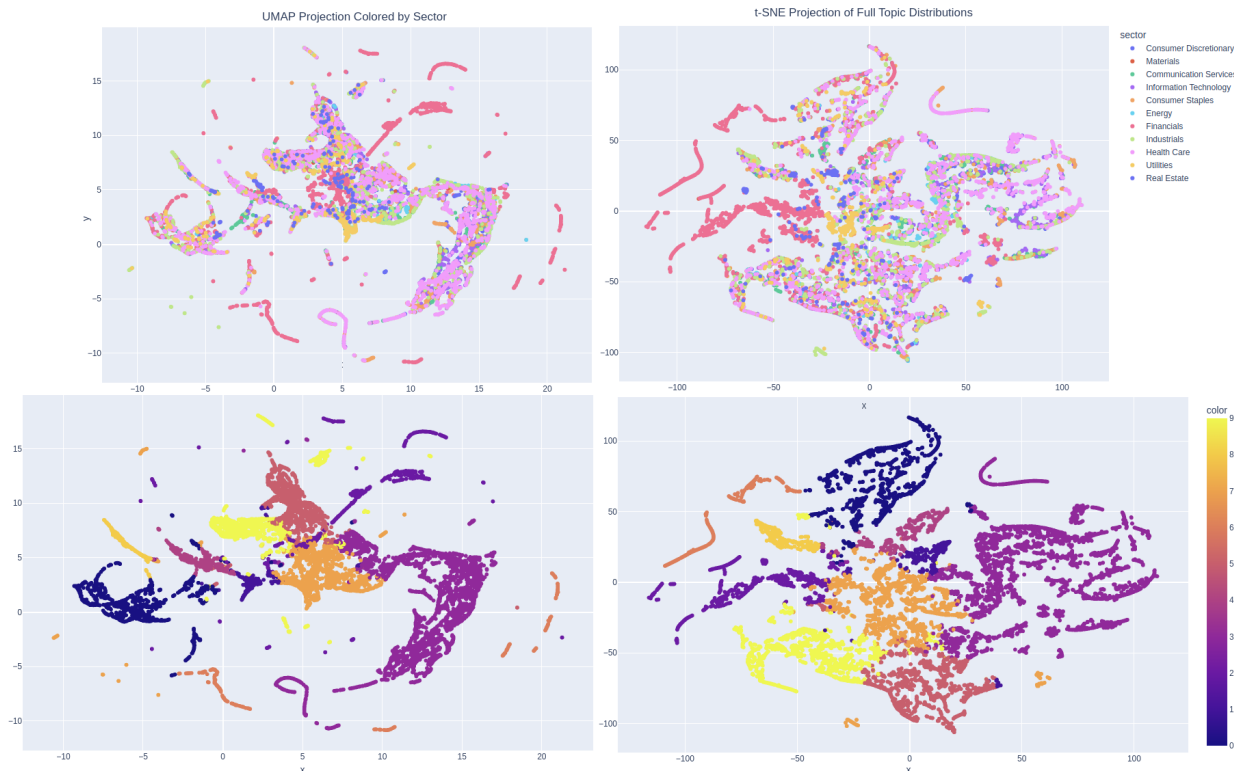 UMAP Projection Colored by Sector
15
10
5
y
0
−5
−10
−10
−5
0
5
10
15
20
t-SNE Projection of Full Topic Distributions
100
50
0
−50
−100
−100
−50
0
50
100
x
sector
Consumer Discretionary
Materials
Communication Services
Information Technology
Consumer Staples
Energy
Financials
Industrials
Health Care
Utilities
Real Estate
15
10
5
0
−5
−10
−10
−5
0
5
10
15
20
x
100
50
0
−50
−100
−100
−50
0
50
100
x
color
9
8
7
6
5
4
3
2
1
0